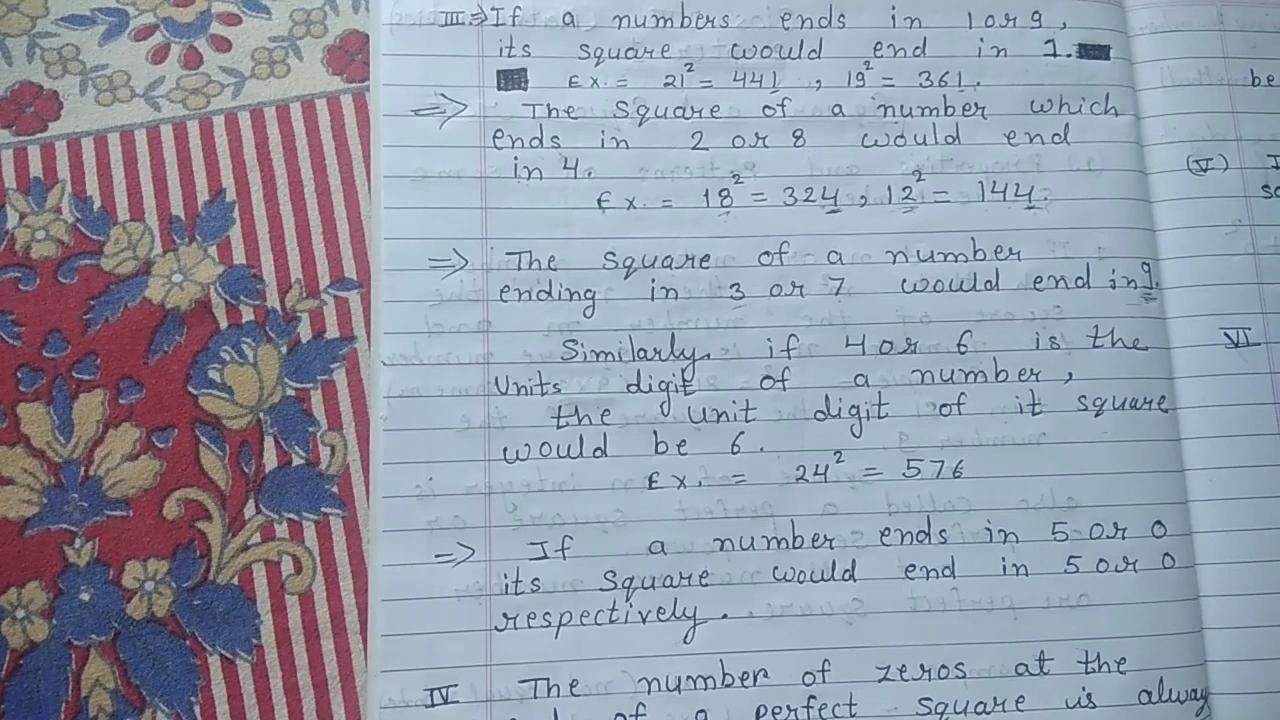 III ⇒ If a numbers ends in 1 or 9,
its square would end in 1.
Ex. = 21² = 441, 19² = 361.
⇒ The square of a number which
ends in 2 or 8 would end
in 4.
Ex. = 18² = 324, 12² = 144.
⇒ The square of a number
ending in 3 or 7 would end in 9.
Similarly, if 4 or 6 is the
Units digit of a number,
the unit digit of it square
would be 6.
Ex. = 24² = 576
⇒ If a number ends in 5 or 0
its square would end in 5 or 0
respectively.
IV The number of zeros at the
of a perfect square is alway
be
(V)
VI